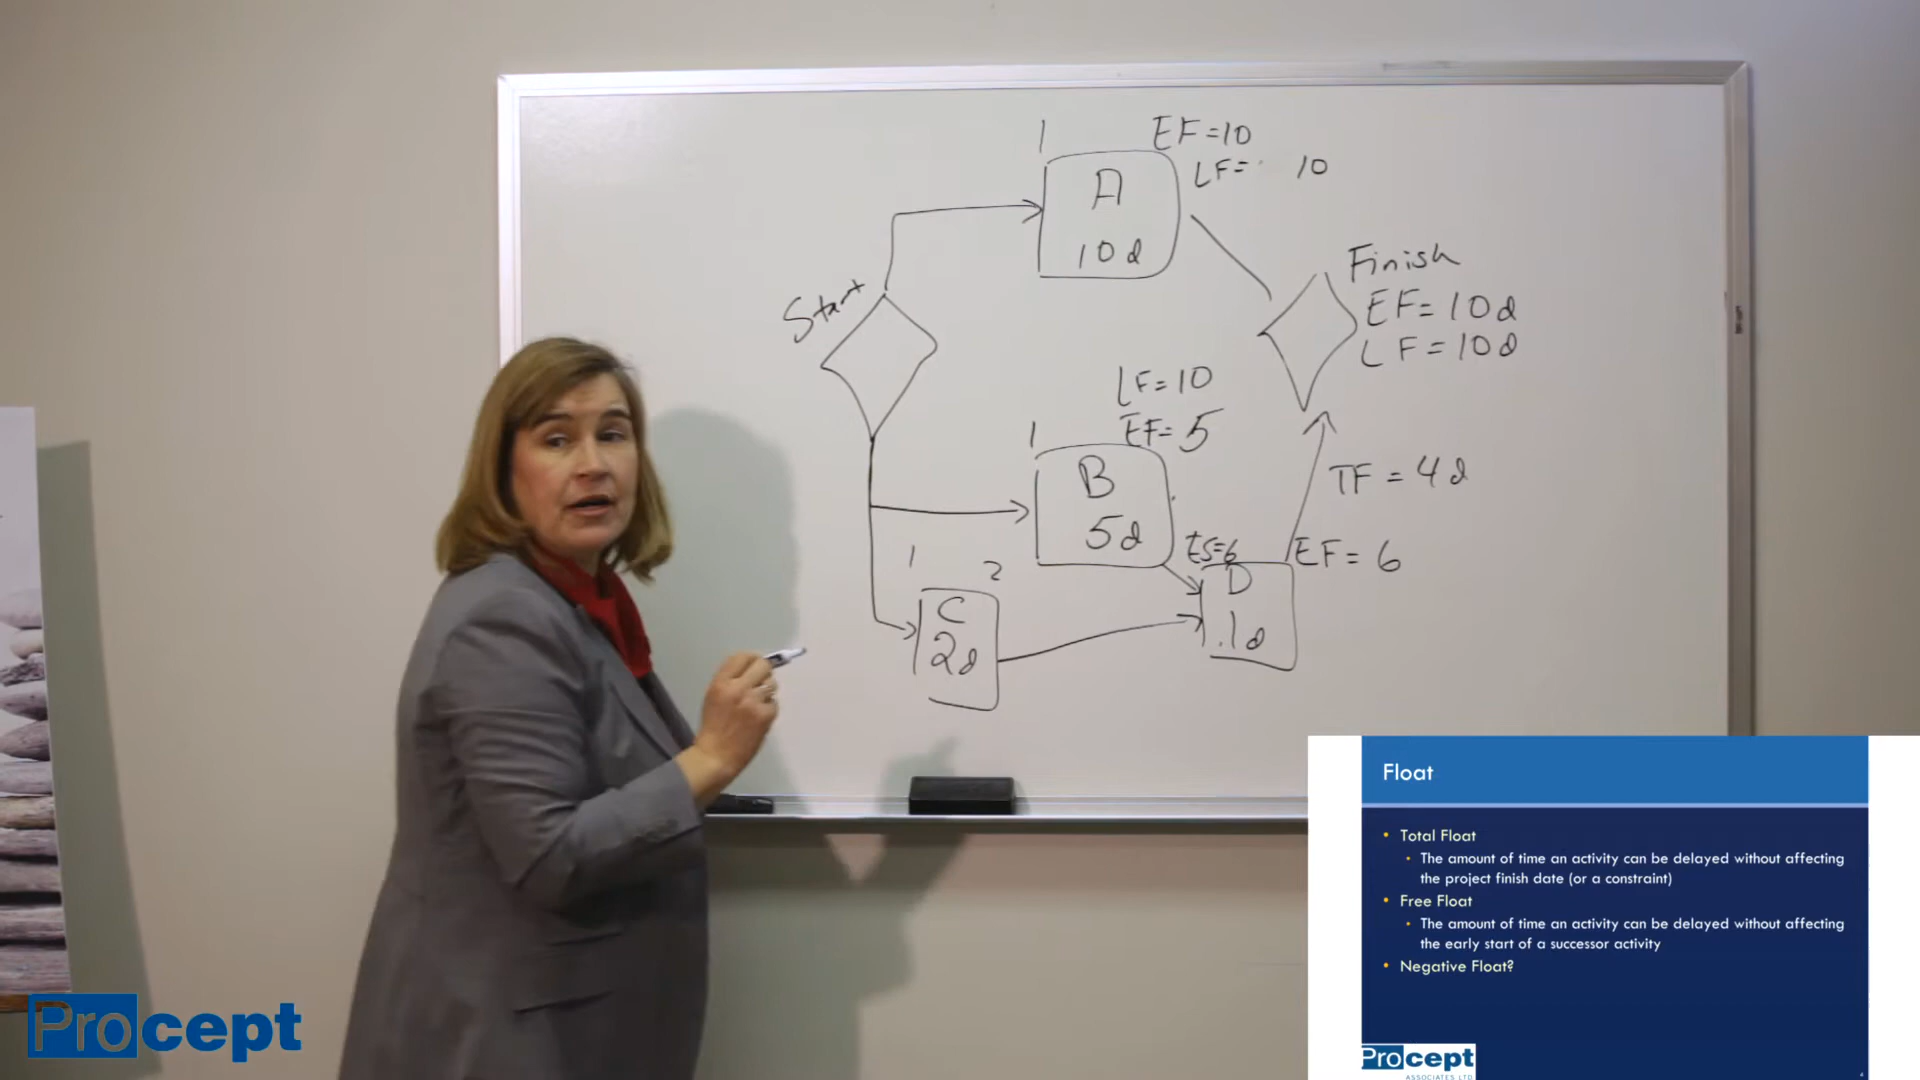 1
EF=10
LF= 10
A
10d
Start
Finish
EF=10d
LF=10d
LF=10
EF=5
1
B
5d
TF=4d
1
2
C
2d
ES=6
EF=6
D
.1d
Float
• Total Float
• The amount of time an activity can be delayed without affecting
the project finish date (or a constraint)
• Free Float
• The amount of time an activity can be delayed without affecting
the early start of a successor activity
• Negative Float?
Procept
Procept
ASSOCIATES LTD